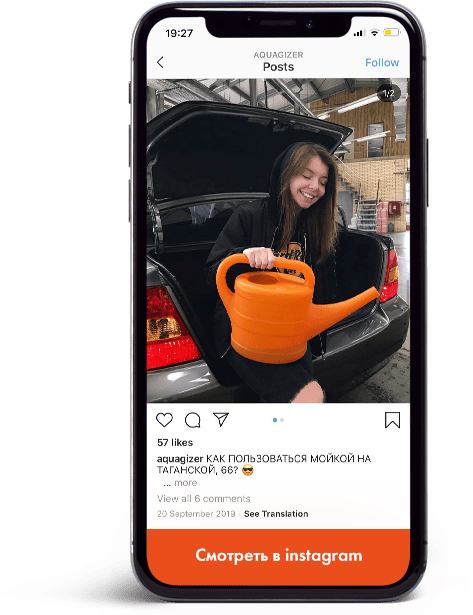 19:27
AQUAGIZER
Posts
Follow
1/2
57 likes
aquagizer КАК ПОЛЬЗОВАТЬСЯ МОЙКОЙ НА
ТАГАНСКОЙ, 66? 😎
... more
View all 6 comments
20 September 2019 · See Translation
Смотреть в instagram